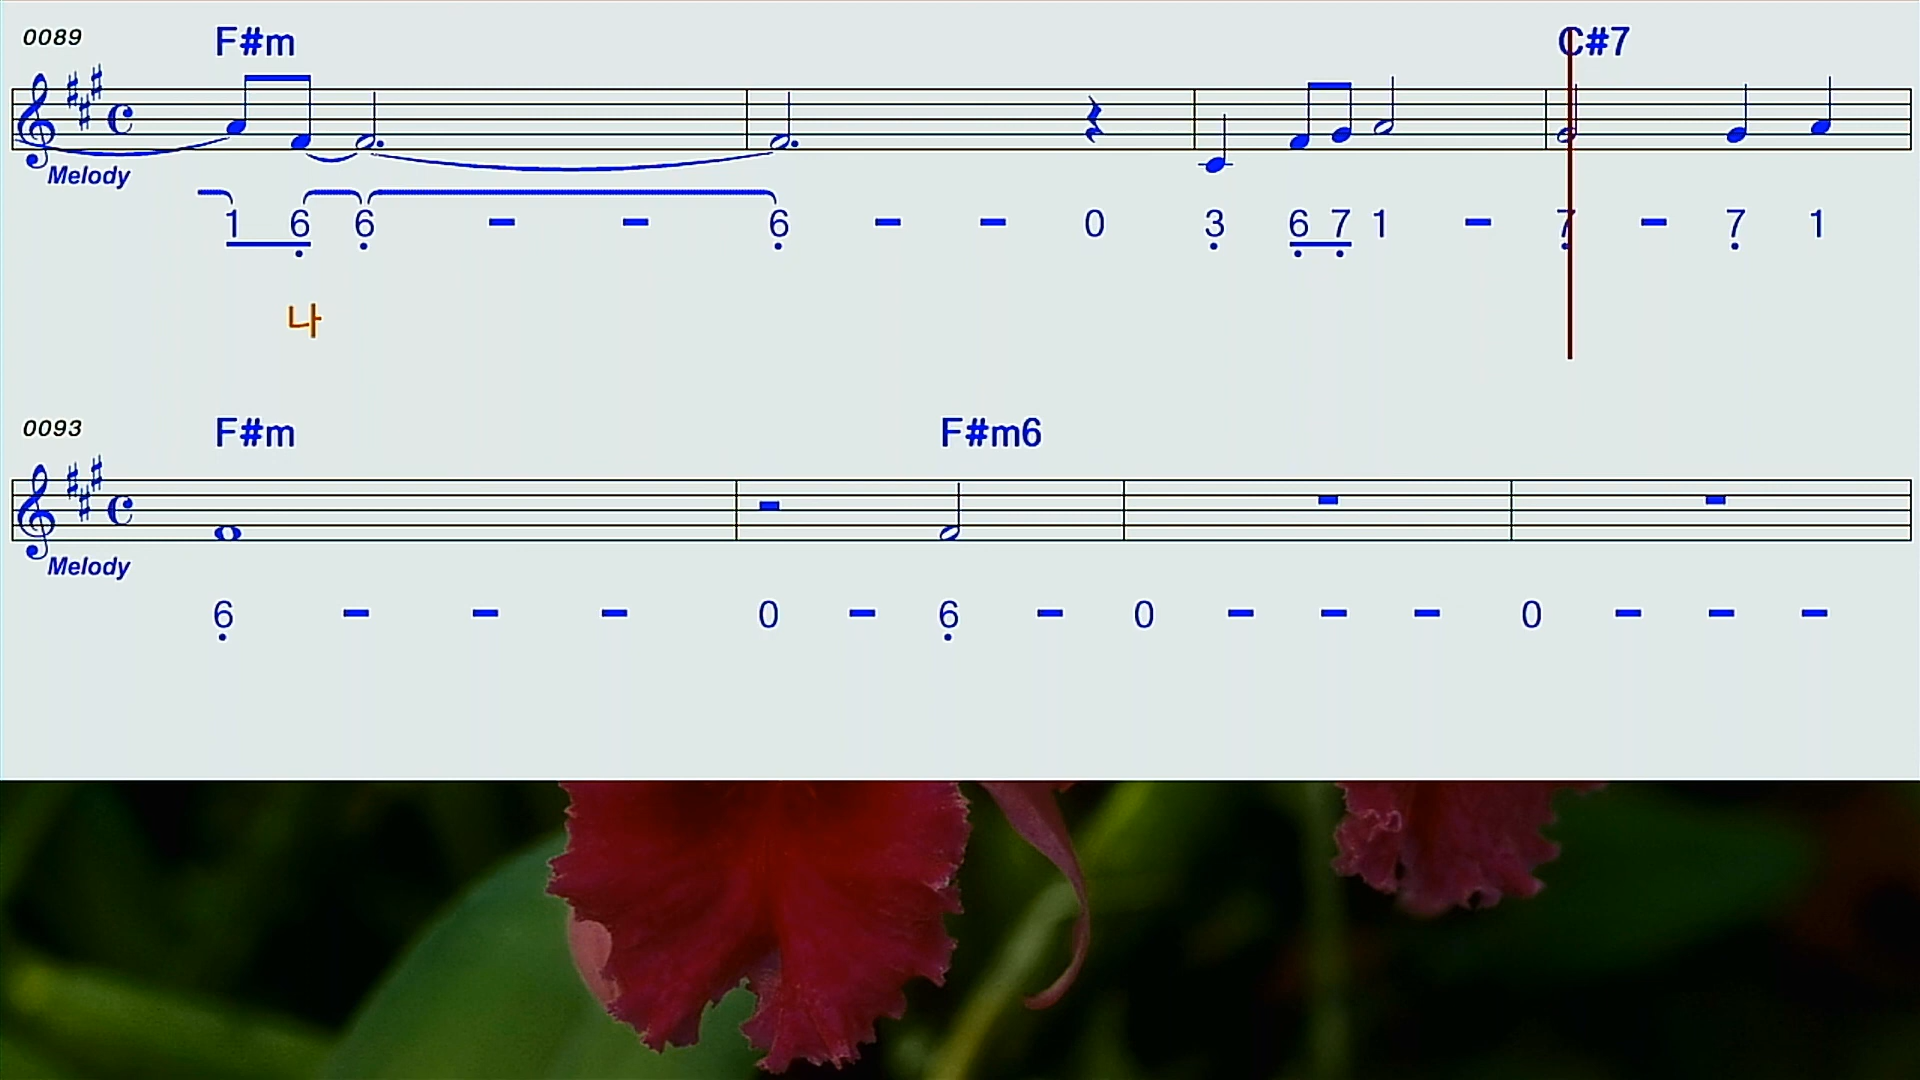 0089 F#m C#7
Melody
1 6 6 - - 6 - - 0 3 6 7 1 - 7 - 7 1
나
0093 F#m F#m6
Melody
6 - - - 0 - 6 - 0 - - - 0 - - -